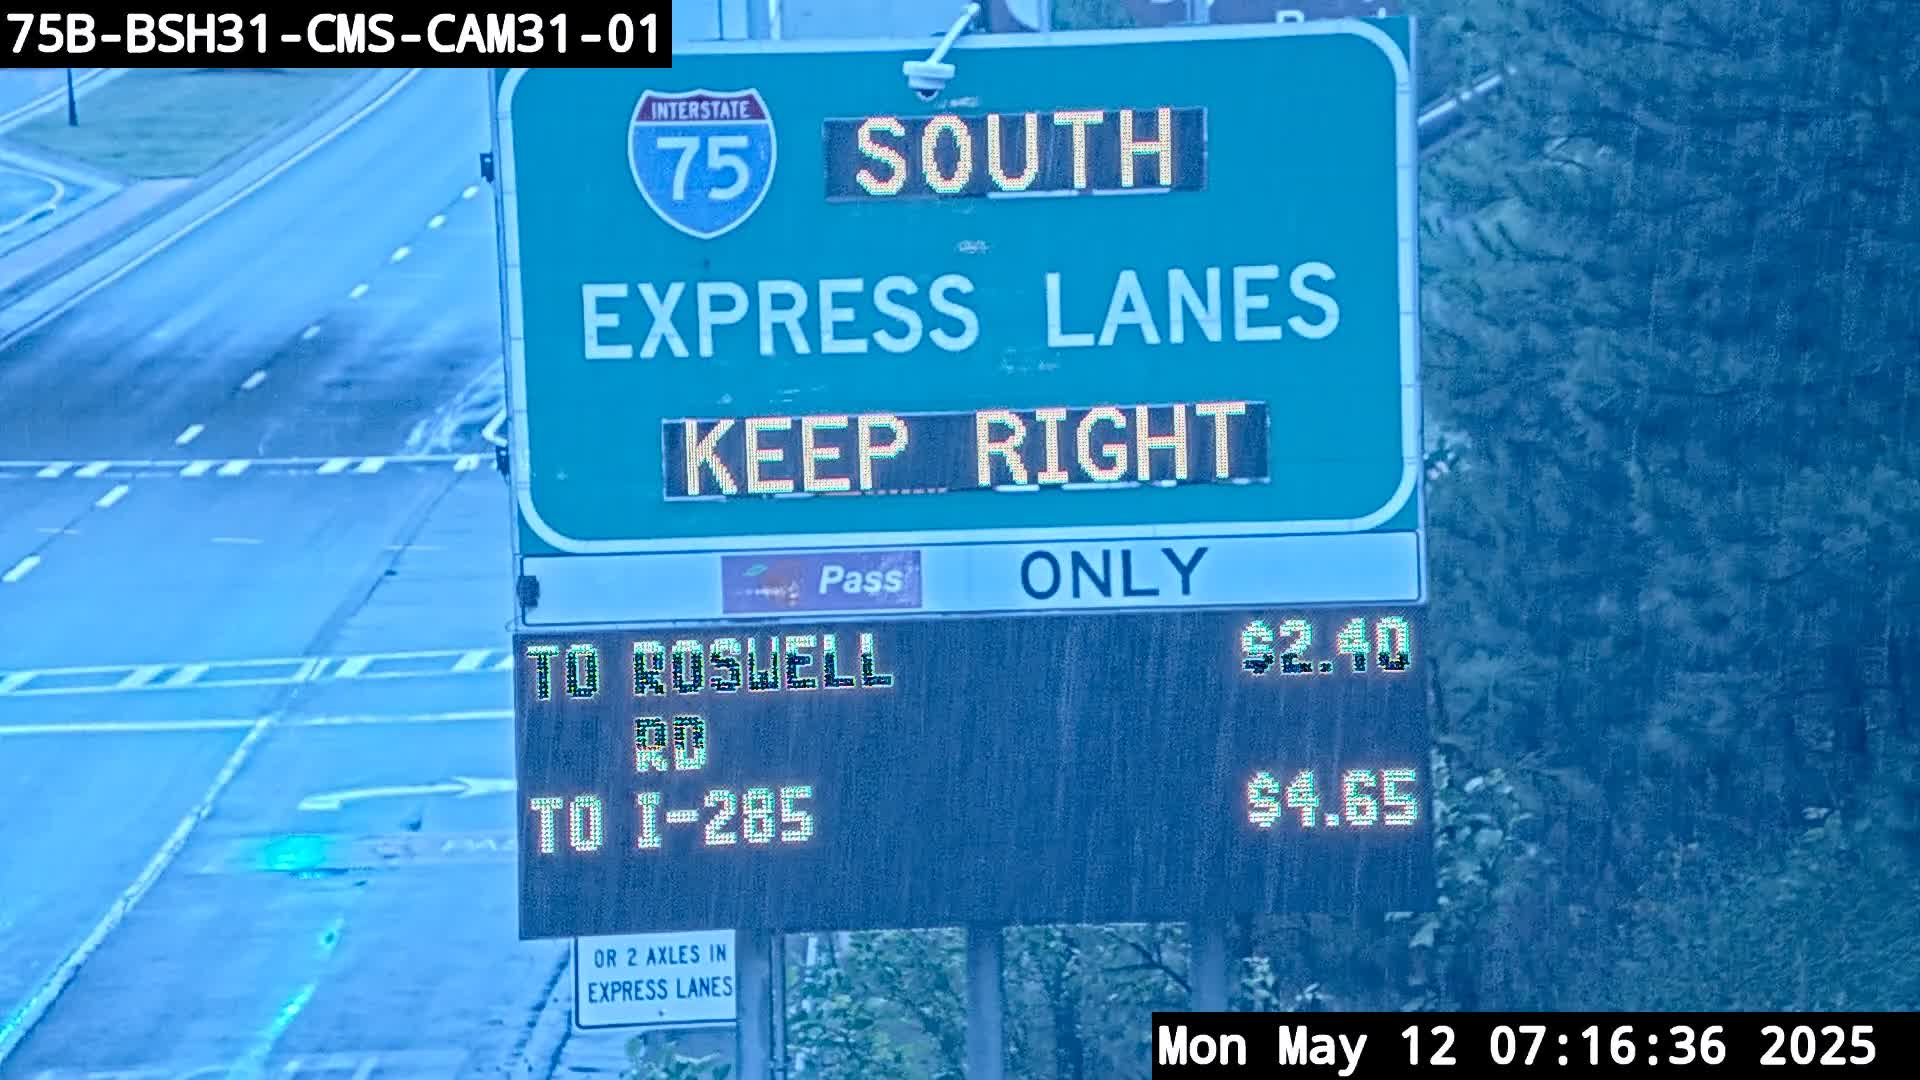 75B-BSH31-CMS-CAM31-01
INTERSTATE
75
SOUTH
EXPRESS LANES
KEEP RIGHT
Pass ONLY
TO ROSWELL $2.40
RD
TO I-285 $4.65
OR 2 AXLES IN
EXPRESS LANES
Mon May 12 07:16:36 2025